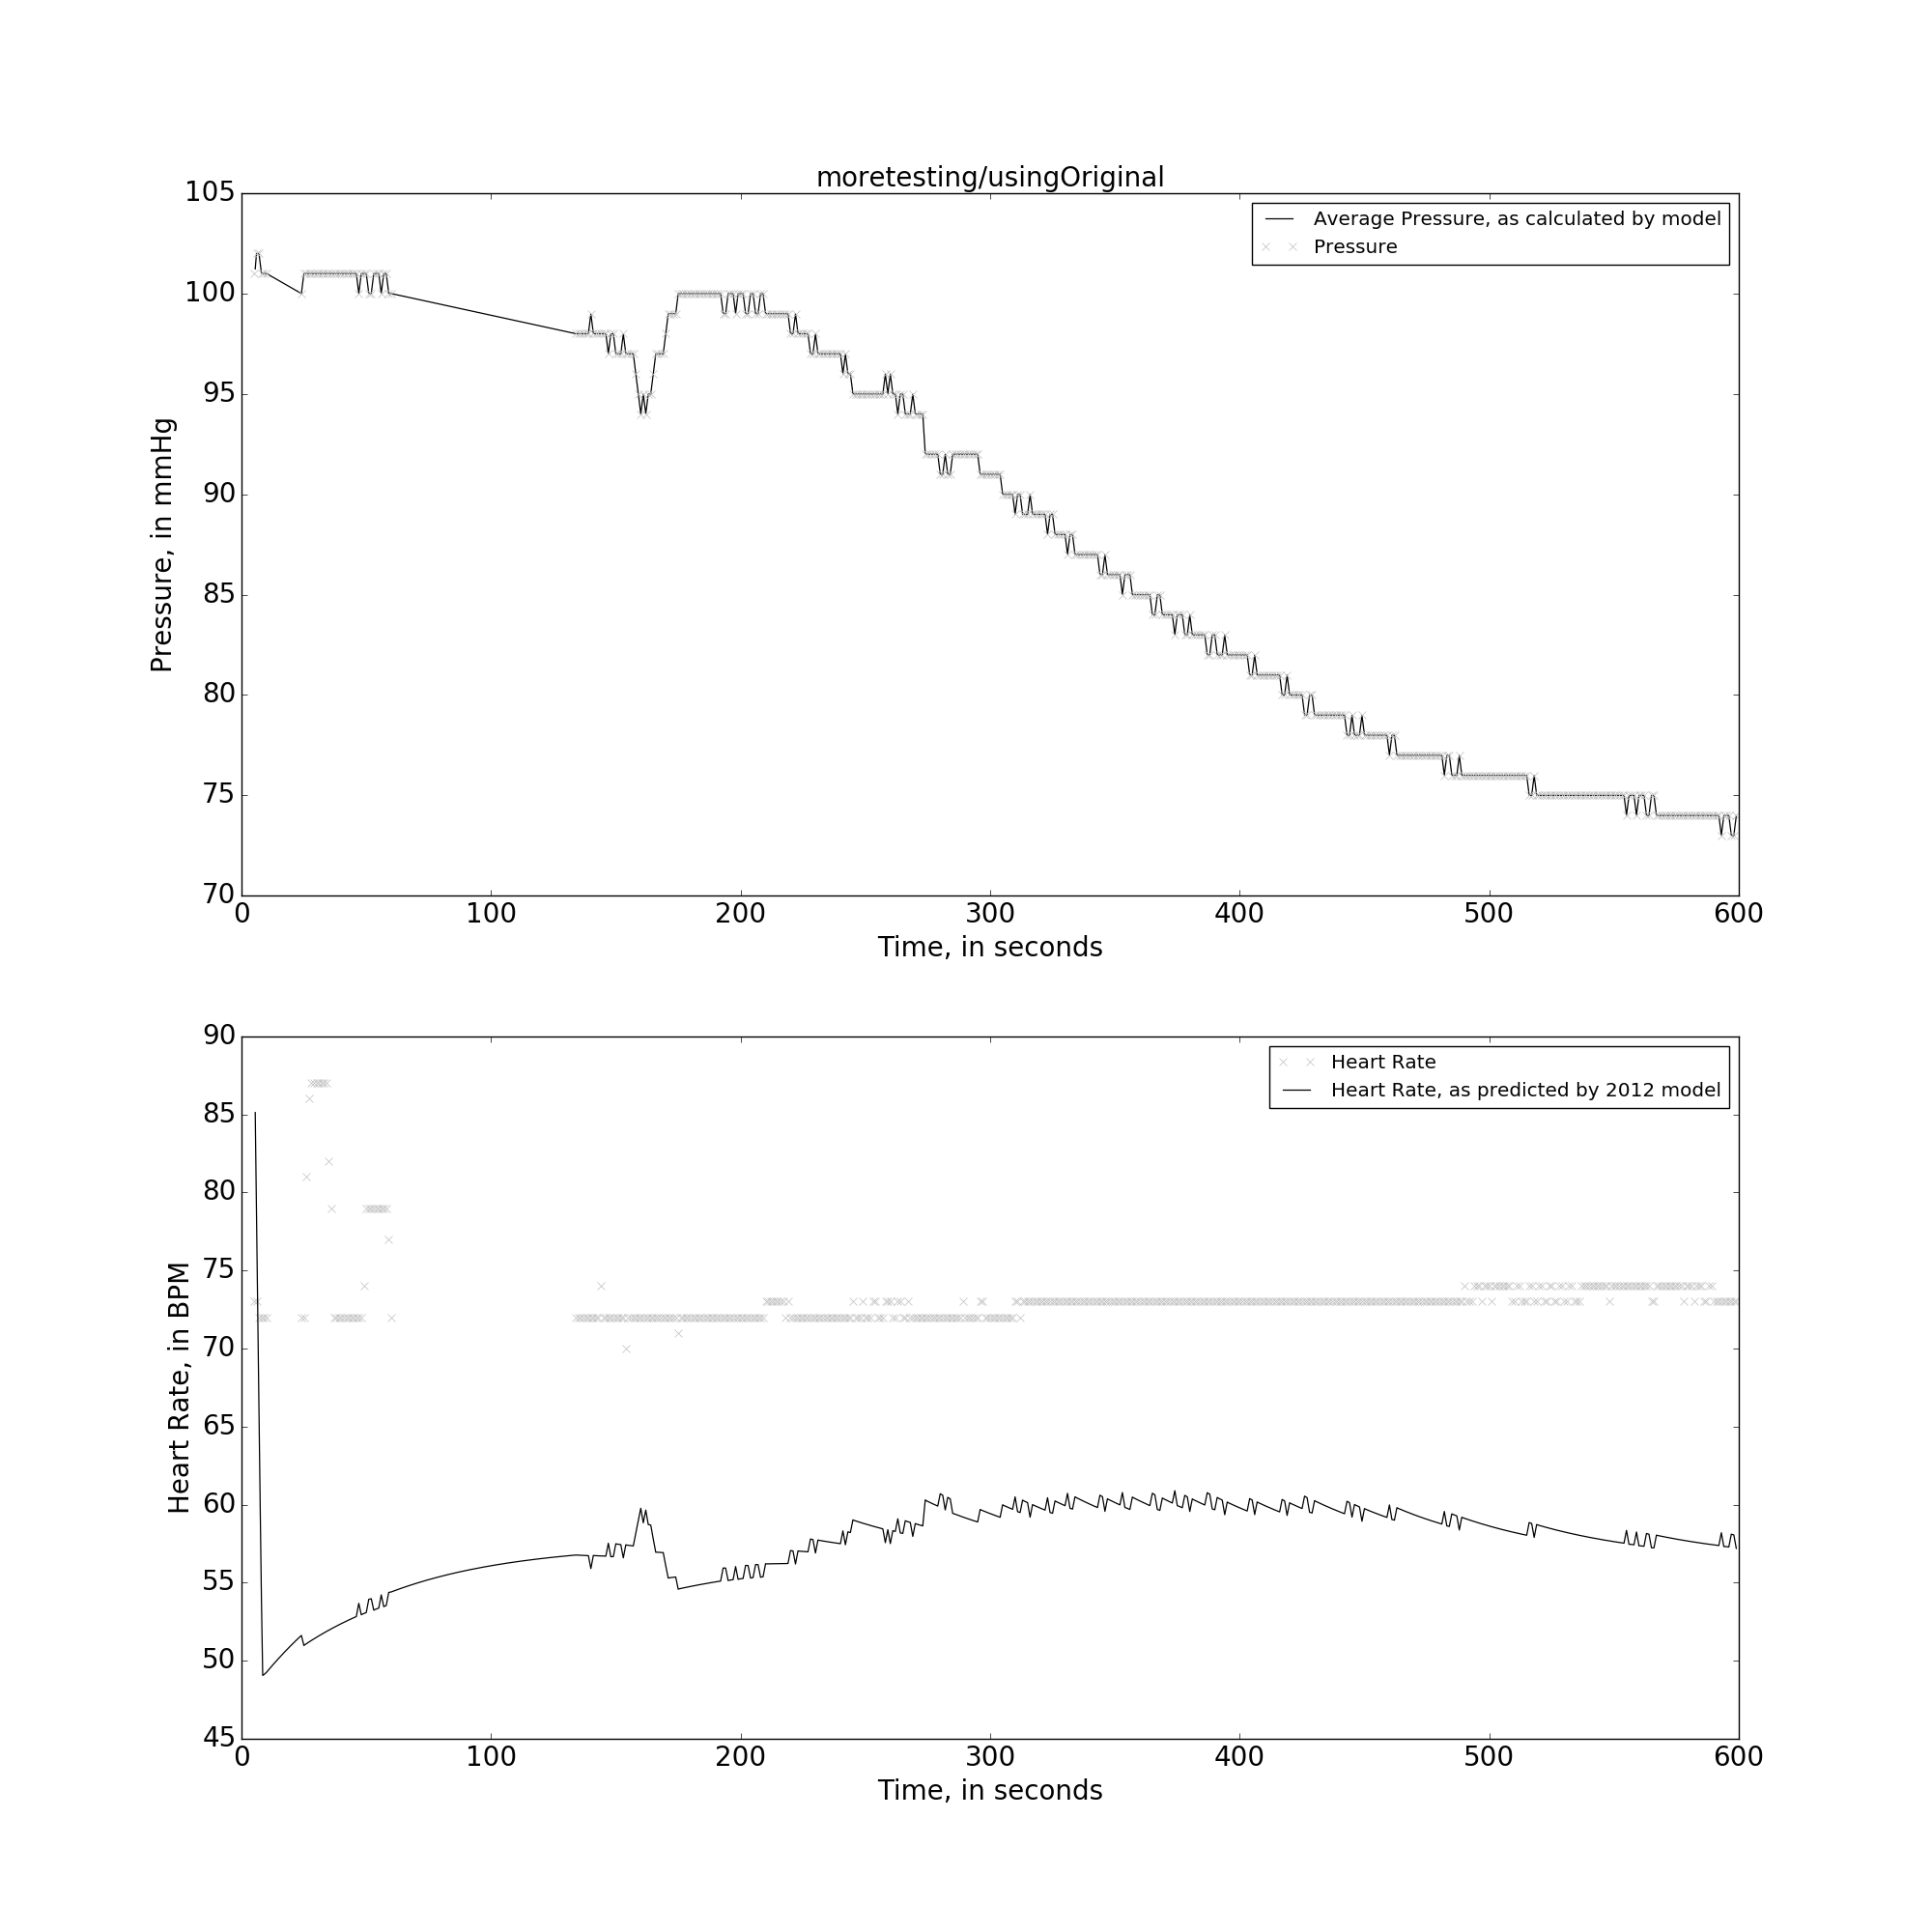 moretesting/usingOriginal
105
100
95
90
85
80
75
70
Pressure, in mmHg
Average Pressure, as calculated by model
Pressure
0 100 200 300 400 500 600
Time, in seconds
90
85
80
75
70
65
60
55
50
45
Heart Rate, in BPM
Heart Rate
Heart Rate, as predicted by 2012 model
0 100 200 300 400 500 600
Time, in seconds